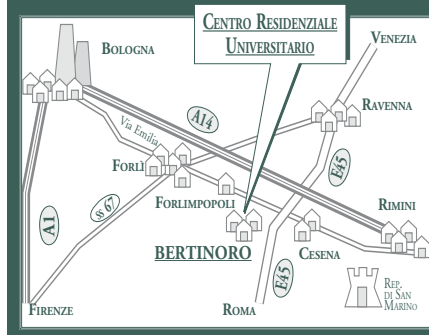 CENTRO RESIDENZIALE
UNIVERSITARIO
BOLOGNA
VENEZIA
A14
Via Emilia
RAVENNA
FORLÌ
E45
SS 67
FORLIMPOPOLI
RIMINI
A1
BERTINORO
CESENA
E45
REP.
DI SAN
MARINO
FIRENZE
ROMA